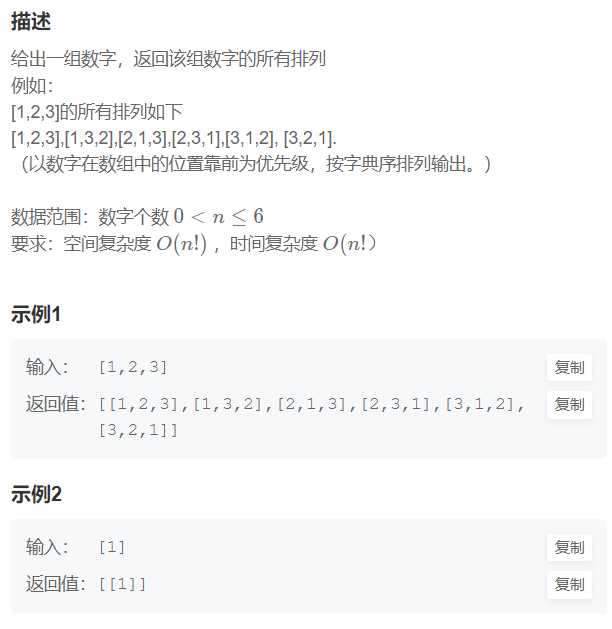 描述
给出一组数字，返回该组数字的所有排列
例如：
[1,2,3]的所有排列如下
[1,2,3],[1,3,2],[2,1,3],[2,3,1],[3,1,2], [3,2,1].
（以数字在数组中的位置靠前为优先级，按字典序排列输出。）
数据范围：数字个数 0 < n ≤ 6
要求：空间复杂度 O(n!) ，时间复杂度 O(n!）
示例1
输入： [1,2,3] 复制
返回值： [[1,2,3],[1,3,2],[2,1,3],[2,3,1],[3,1,2], 复制
[3,2,1]]
示例2
输入： [1] 复制
返回值： [[1]] 复制